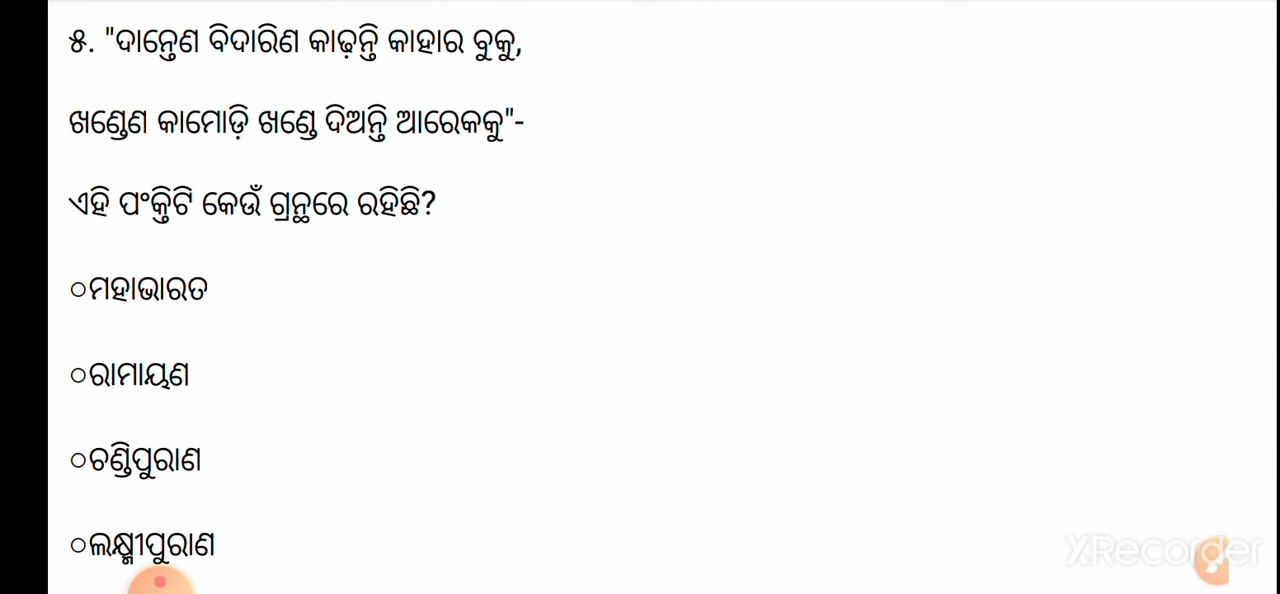 ୫. "ଦାନ୍ତେଣ ବିଦାରିଣ କାଢ଼ନ୍ତି କାହାର ବୁକୁ,
ଖଣ୍ଡେଣ କାମୋଡ଼ି ଖଣ୍ଡେ ଦିଅନ୍ତି ଆରେକକୁ"-
ଏହି ପଂକ୍ତିଟି କେଉଁ ଗ୍ରନ୍ଥରେ ରହିଛି?
○ମହାଭାରତ
○ରାମାୟଣ
○ଚଣ୍ଡିପୁରାଣ
○ଲକ୍ଷ୍ମୀପୁରାଣ
XRecorder